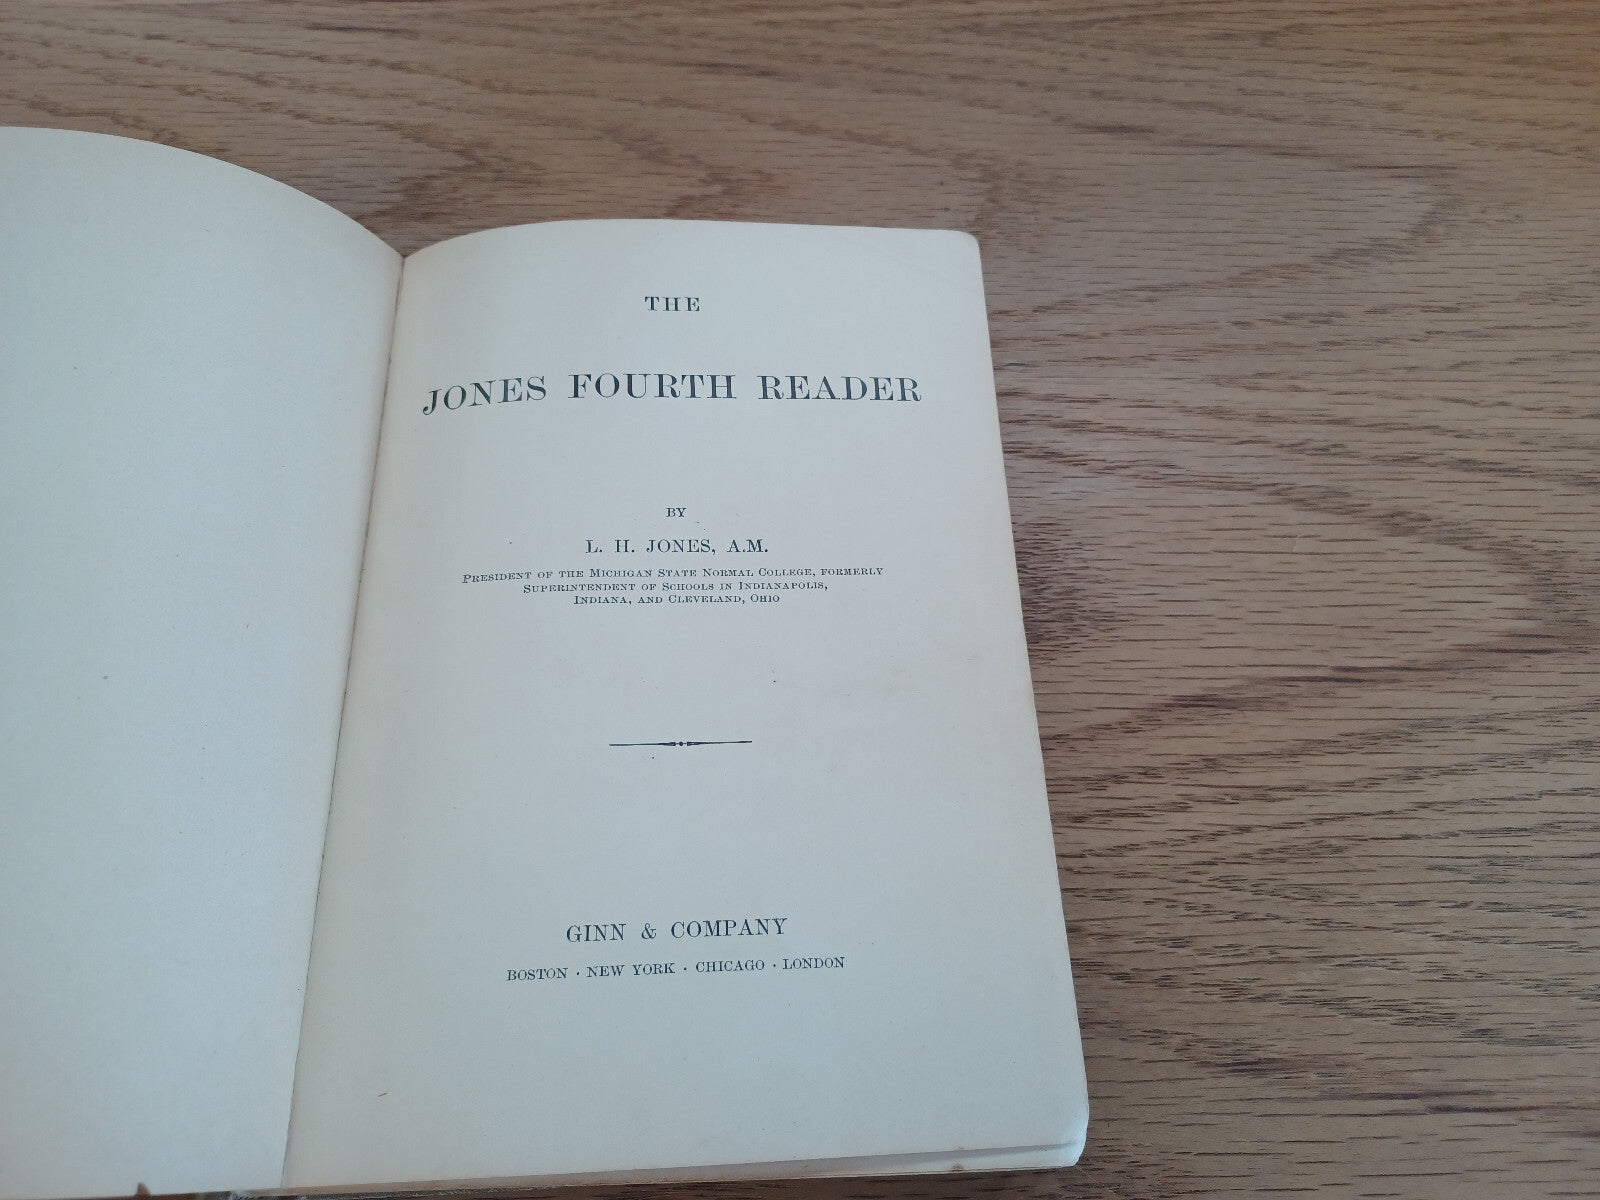 THE
JONES FOURTH READER
BY
L. H. JONES, A.M.
President of the Michigan State Normal College, formerly
Superintendent of Schools in Indianapolis,
Indiana, and Cleveland, Ohio
GINN & COMPANY
BOSTON · NEW YORK · CHICAGO · LONDON